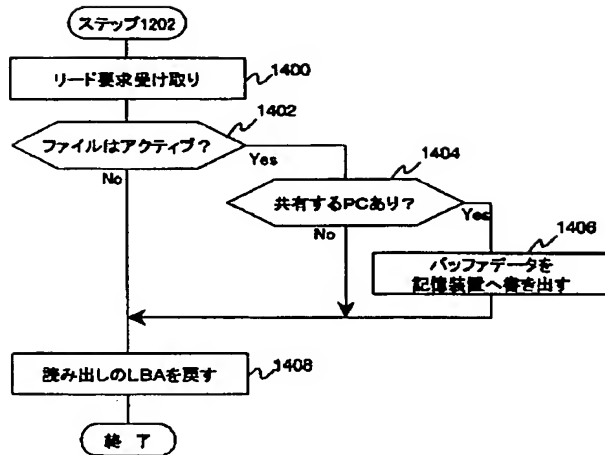 ステップ1202
リード要求受け取り
1400
1402
ファイルはアクティブ?
Yes
No
1404
共有するPCあり?
Yes
No
1406
バッファデータを
記憶装置へ書き出す
読み出しのLBAを戻す
1408
終 了